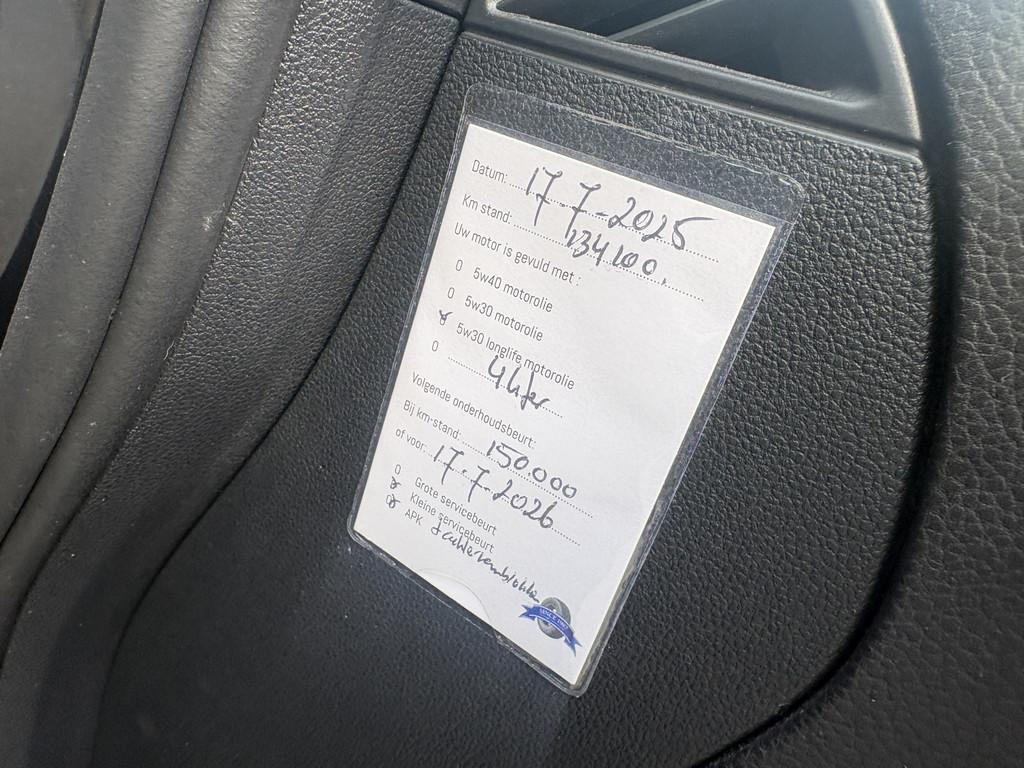 Datum: 17-7-2025
Km stand: 134100.
Uw motor is gevuld met :
O 5w40 motorolie
O 5w30 motorolie
O 5w30 longlife motorolie
O 4 liter
Volgende onderhoudsbeurt:
Bij km-stand: 150.000
of voor: 17-7-2026
O Grote servicebeurt
O Kleine servicebeurt
O APK